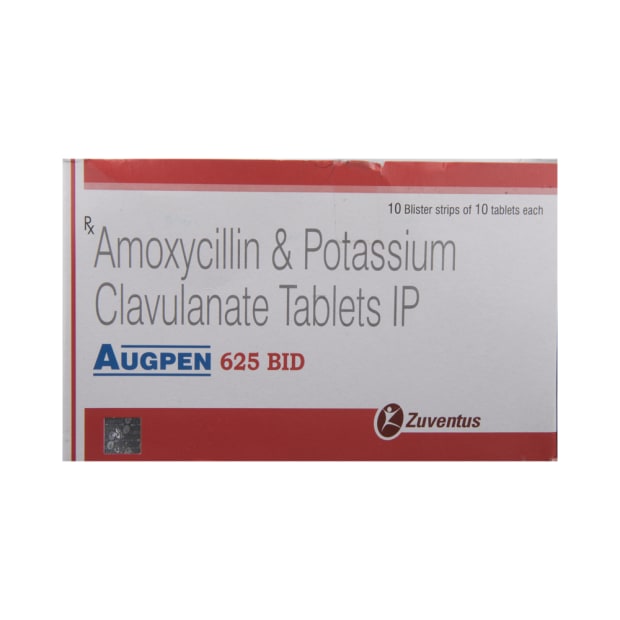 10 Blister strips of 10 tablets each
Rx
Amoxycillin & Potassium
Clavulanate Tablets IP
AUGPEN 625 BID
Zuventus